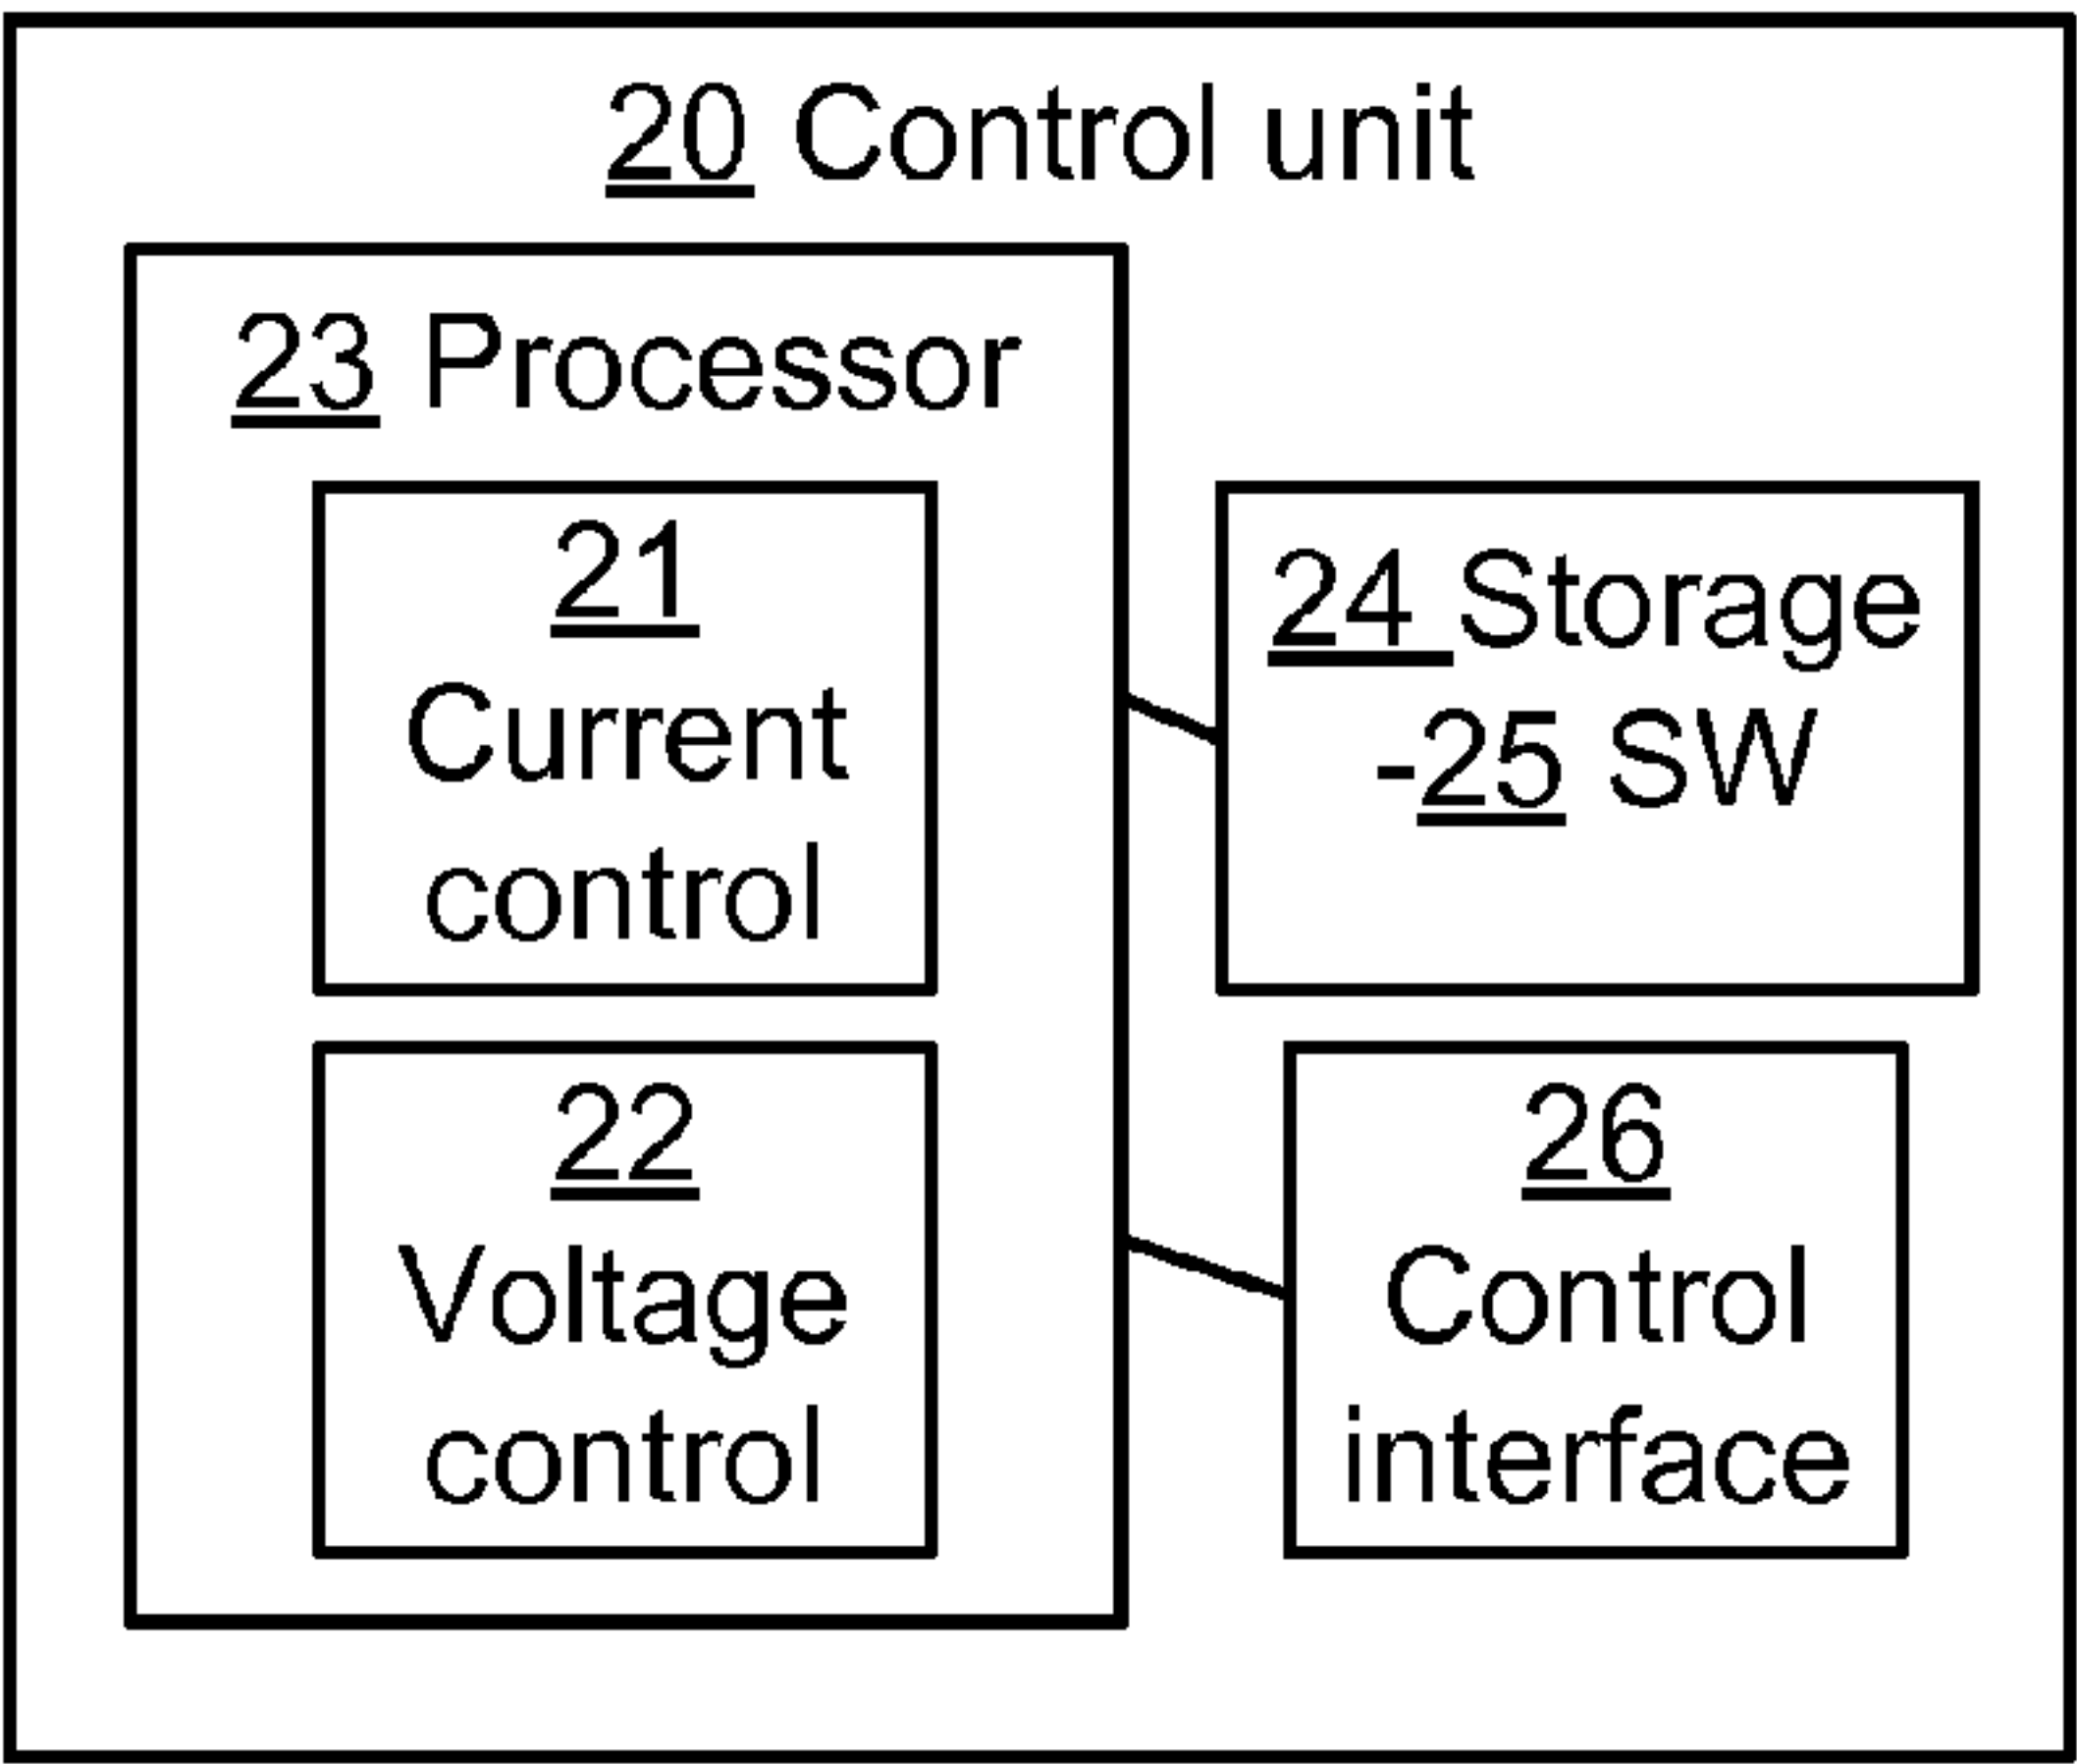 20 Control unit
23 Processor
21
Current
control
22
Voltage
control
24 Storage
-25 SW
26
Control
interface